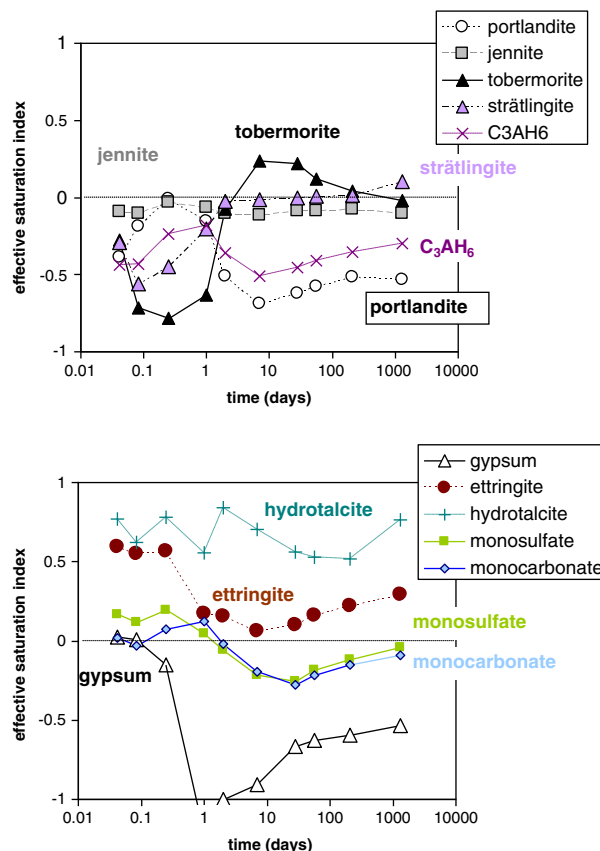 portlandite
jennite
tobermorite
strätlingite
C3AH6
1
0.5
0
-0.5
-1
effective saturation index
jennite
tobermorite
strätlingite
C₃AH₆
portlandite
0.01
0.1
1
10
100
1000
10000
time (days)
gypsum
ettringite
hydrotalcite
monosulfate
monocarbonate
1
0.5
0
-0.5
-1
effective saturation index
hydrotalcite
ettringite
monosulfate
monocarbonate
gypsum
0.01
0.1
1
10
100
1000
10000
time (days)